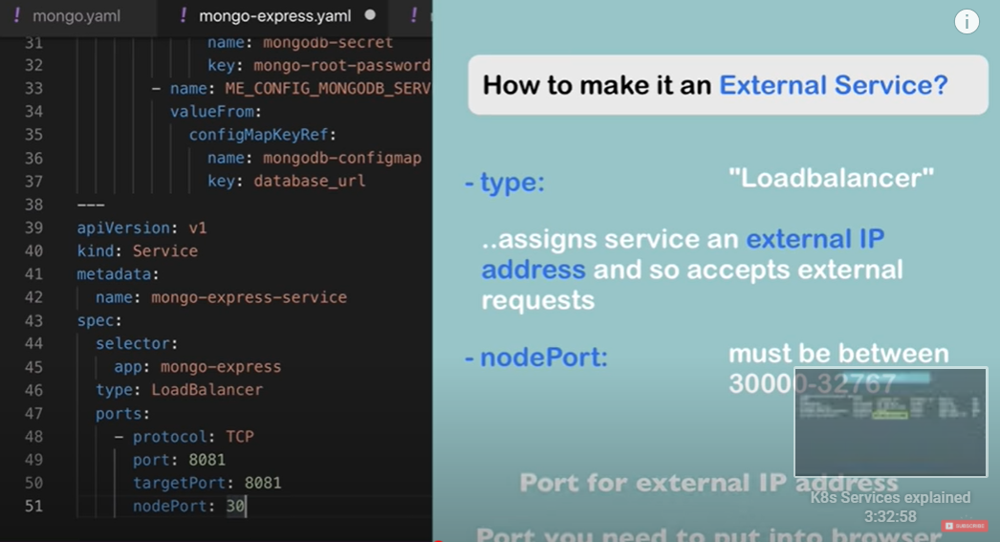 ! mongo.yaml
! mongo-express.yaml ●
!
31 name: mongodb-secret
32 key: mongo-root-password
33 - name: ME_CONFIG_MONGODB_SERV
34 valueFrom:
35 configMapKeyRef:
36 name: mongodb-configmap
37 key: database_url
38 ---
39 apiVersion: v1
40 kind: Service
41 metadata:
42 name: mongo-express-service
43 spec:
44 selector:
45 app: mongo-express
46 type: LoadBalancer
47 ports:
48 - protocol: TCP
49 port: 8081
50 targetPort: 8081
51 nodePort: 30
i
How to make it an External Service?
- type: "Loadbalancer"
..assigns service an external IP
address and so accepts external
requests
- nodePort: must be between
30000-32767
Port for external IP address
Port you need to put into browser
K8s Services explained
3:32:58
SUBSCRIBE